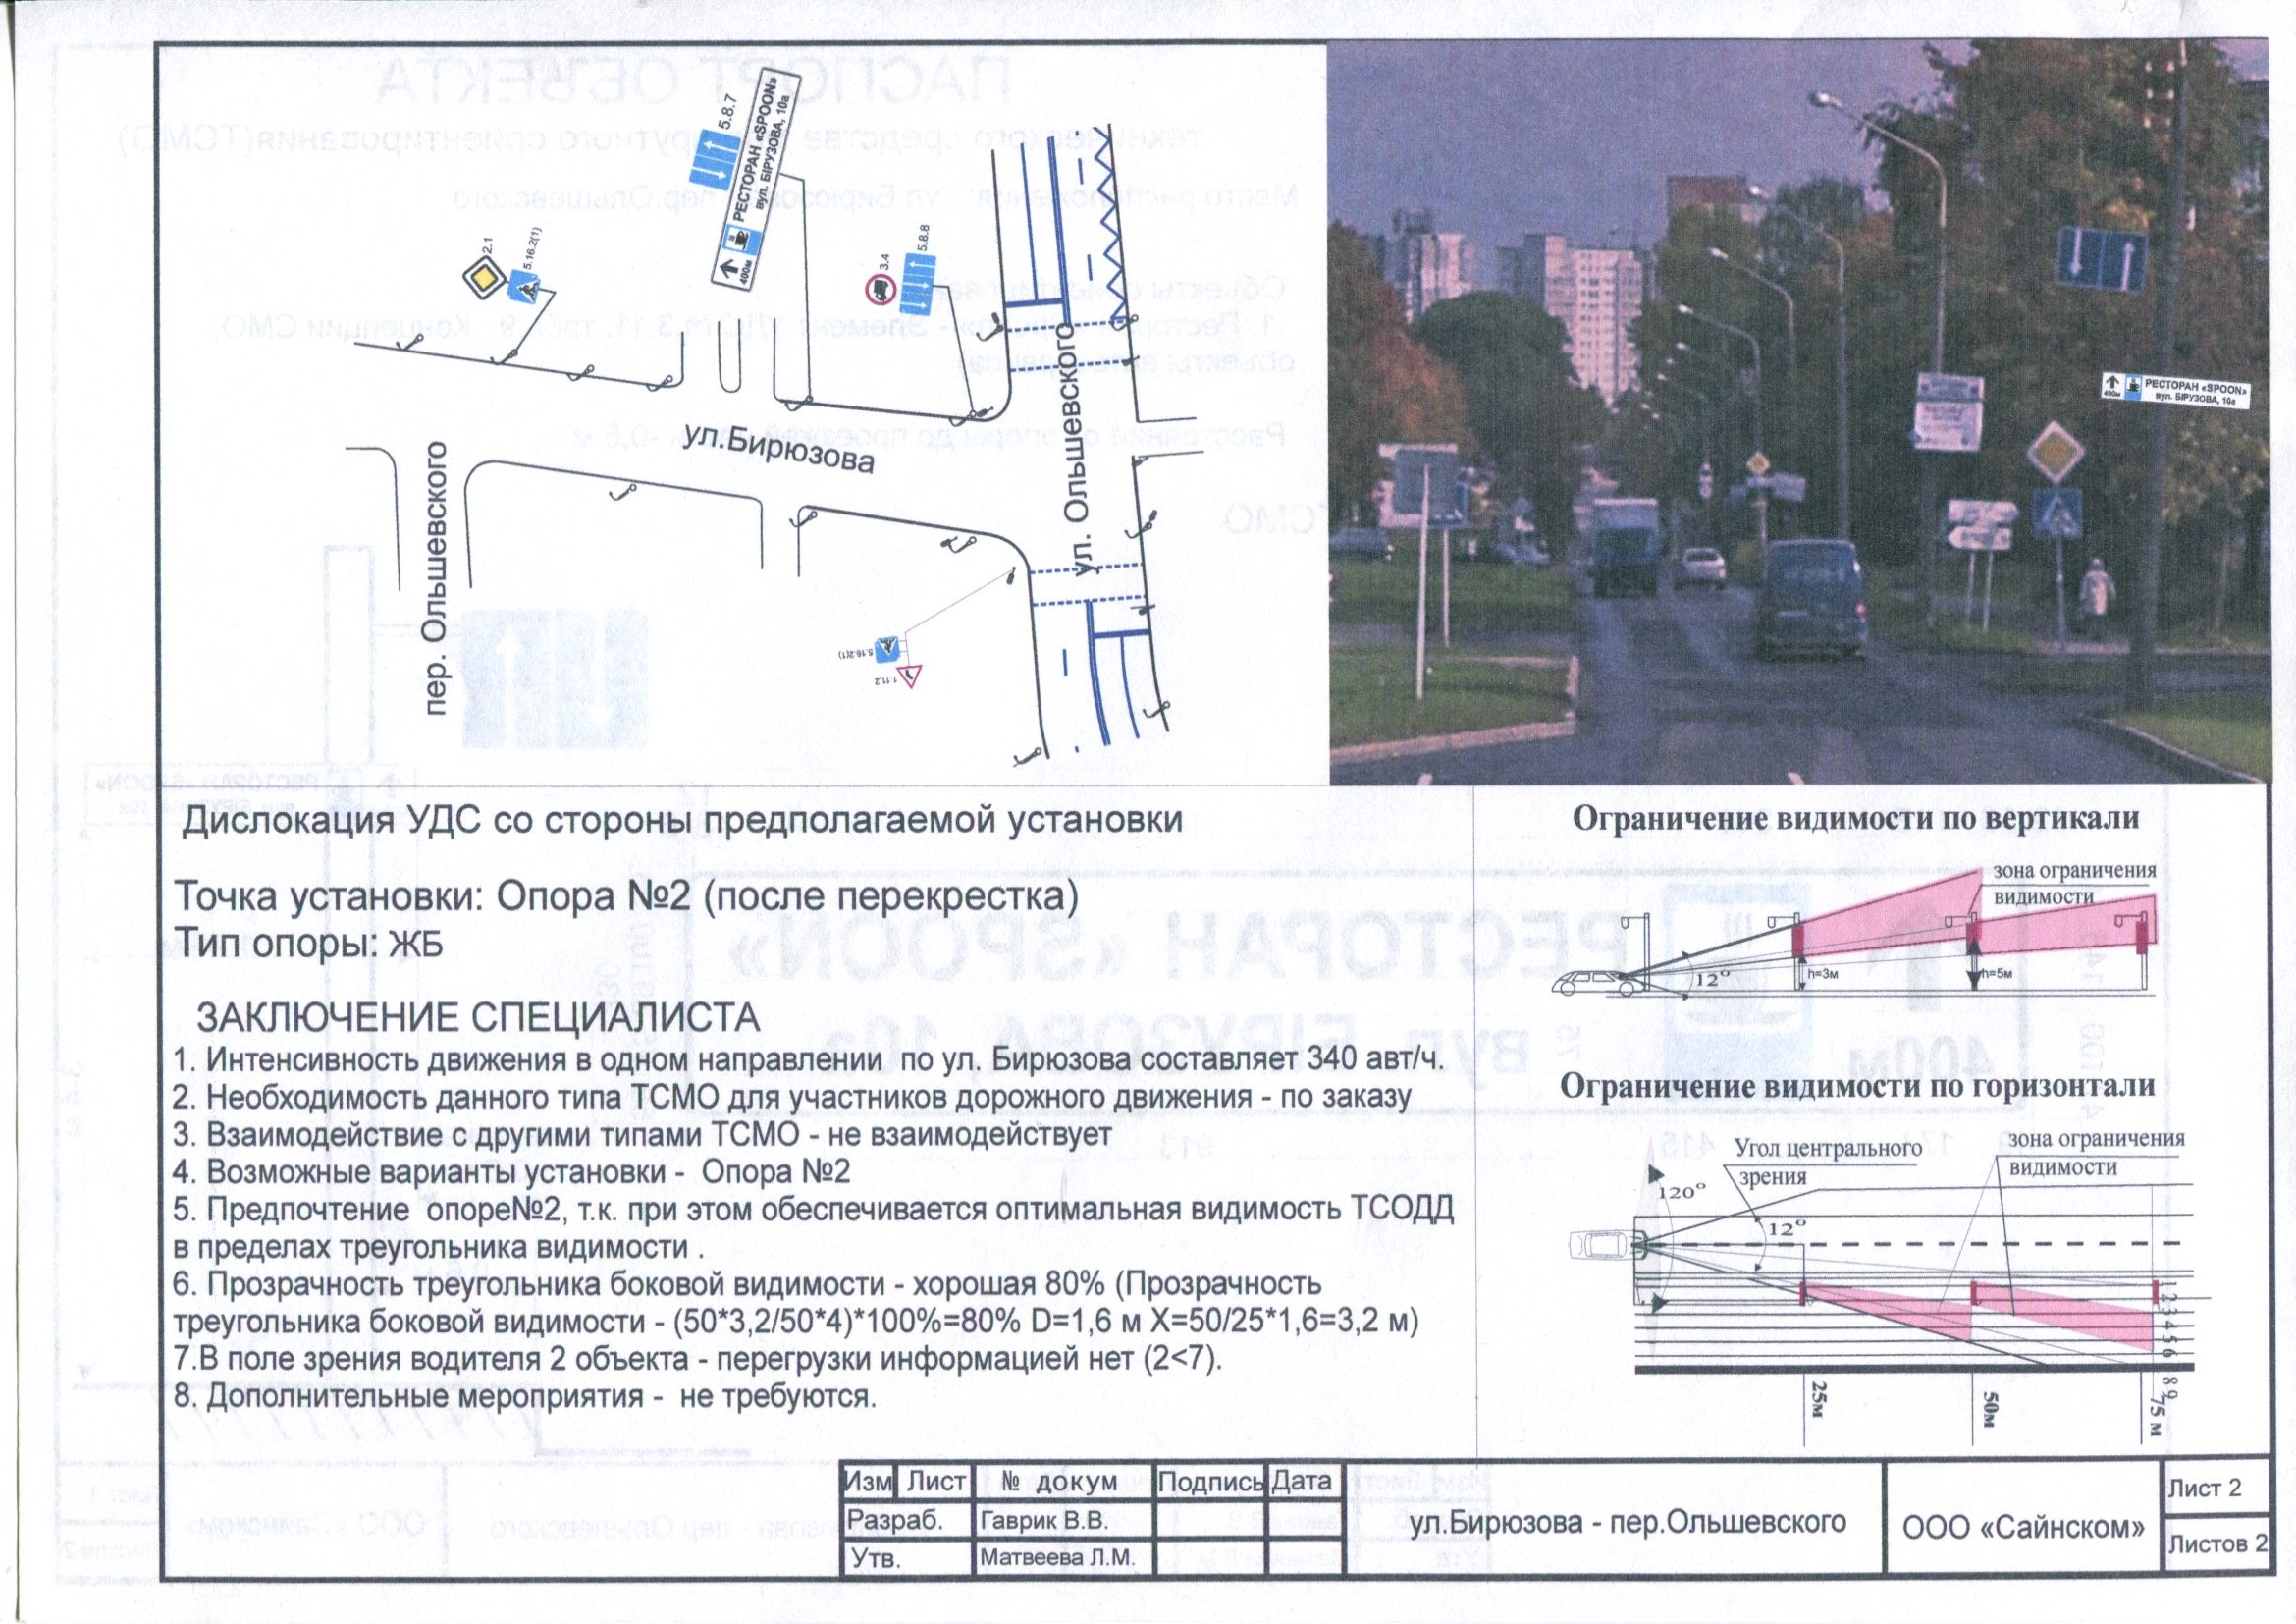 5.8.7
РЕСТОРАН «SPOON»
вул. БІРУЗОВА, 10а
400м
2.1
5.16.2(1)
3.4
5.8.8
ул.Бирюзова
ул. Ольшевского
пер. Ольшевского
5.16.2(1)
1.11.2
РЕСТОРАН «SPOON»
вул. БІРУЗОВА, 10а
400м
Дислокация УДС со стороны предполагаемой установки
Точка установки: Опора №2 (после перекрестка)
Тип опоры: ЖБ
ЗАКЛЮЧЕНИЕ СПЕЦИАЛИСТА
1. Интенсивность движения в одном направлении по ул. Бирюзова составляет 340 авт/ч.
2. Необходимость данного типа ТСМО для участников дорожного движения - по заказу
3. Взаимодействие с другими типами ТСМО - не взаимодействует
4. Возможные варианты установки - Опора №2
5. Предпочтение опоре№2, т.к. при этом обеспечивается оптимальная видимость ТСОДД
в пределах треугольника видимости .
6. Прозрачность треугольника боковой видимости - хорошая 80% (Прозрачность
треугольника боковой видимости - (50*3,2/50*4)*100%=80% D=1,6 м X=50/25*1,6=3,2 м)
7.В поле зрения водителя 2 объекта - перегрузки информацией нет (2<7).
8. Дополнительные мероприятия - не требуются.
Ограничение видимости по вертикали
зона ограничения
видимости
12°
h=3м
h=5м
Ограничение видимости по горизонтали
Угол центрального
зрения
зона ограничения
видимости
120°
12°
1 2 3 4 5 6
8 9
25м
50м
75 м
Изм Лист № докум Подпись Дата
Разраб. Гаврик В.В.
Утв. Матвеева Л.М.
ул.Бирюзова - пер.Ольшевского
ООО «Сайнском»
Лист 2
Листов 2